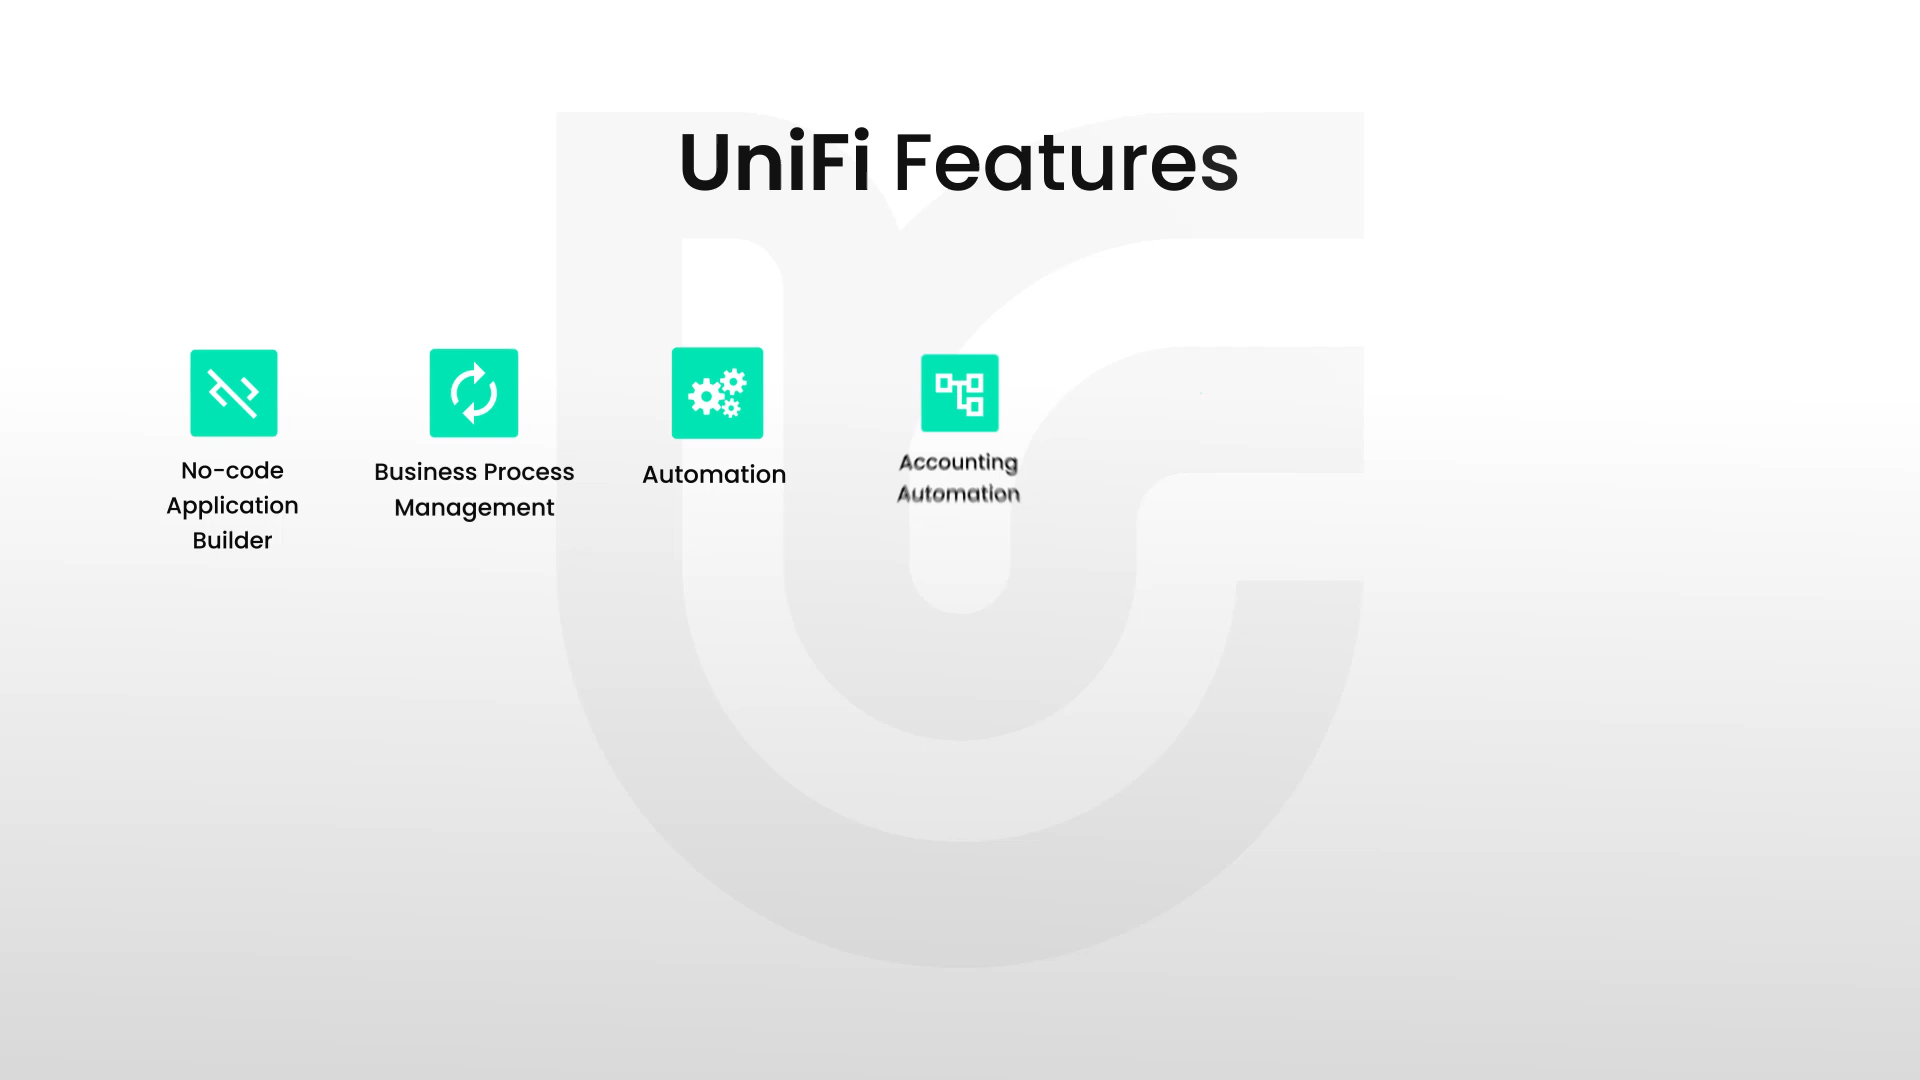 UniFi Features
No-code
Application
Builder
Business Process
Management
Automation
Accounting
Automation